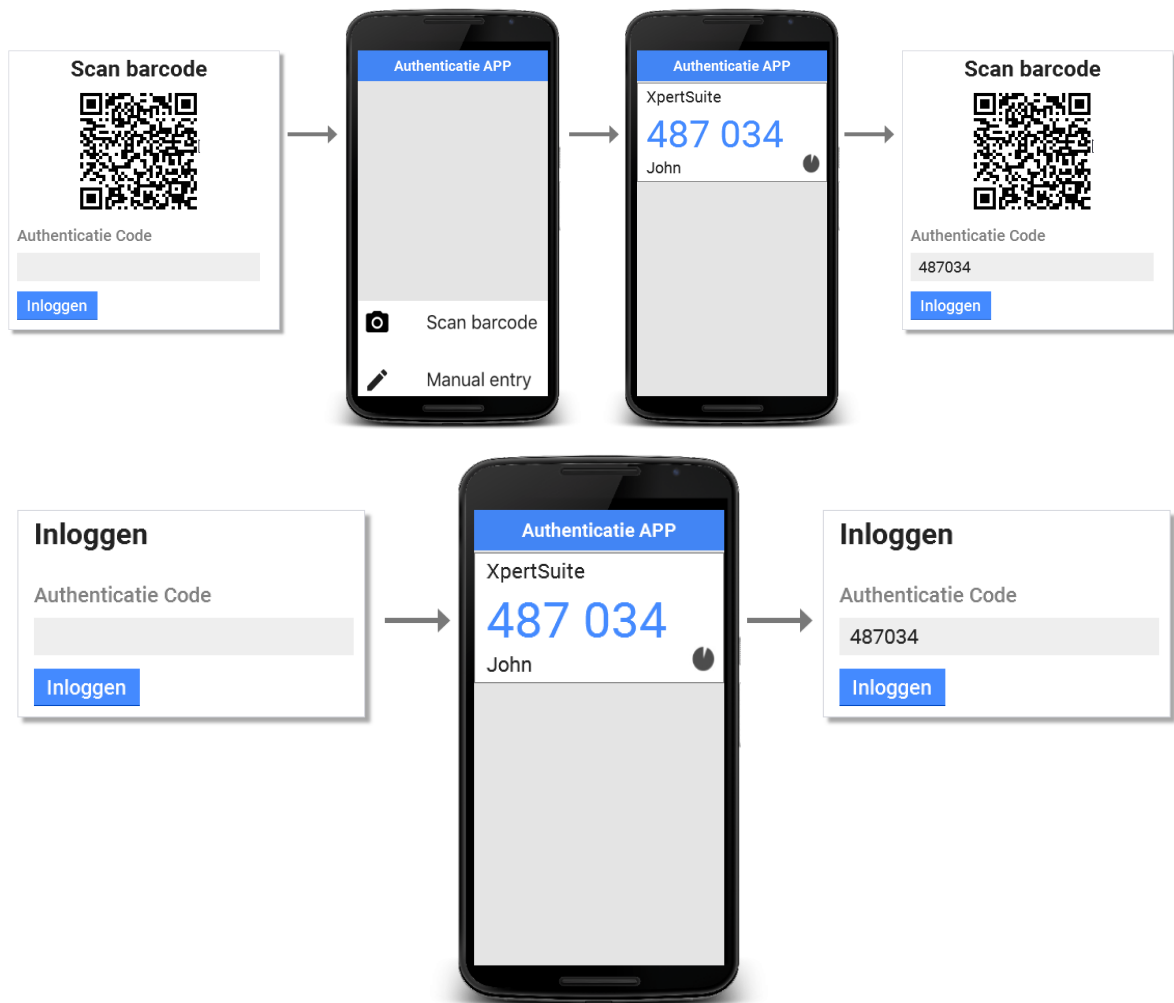 Scan barcode
Authenticatie Code
Inloggen
Authenticatie APP
Scan barcode
Manual entry
Authenticatie APP
XpertSuite
487 034
John
Scan barcode
Authenticatie Code
487034
Inloggen
Inloggen
Authenticatie Code
Inloggen
Authenticatie APP
XpertSuite
487 034
John
Inloggen
Authenticatie Code
487034
Inloggen